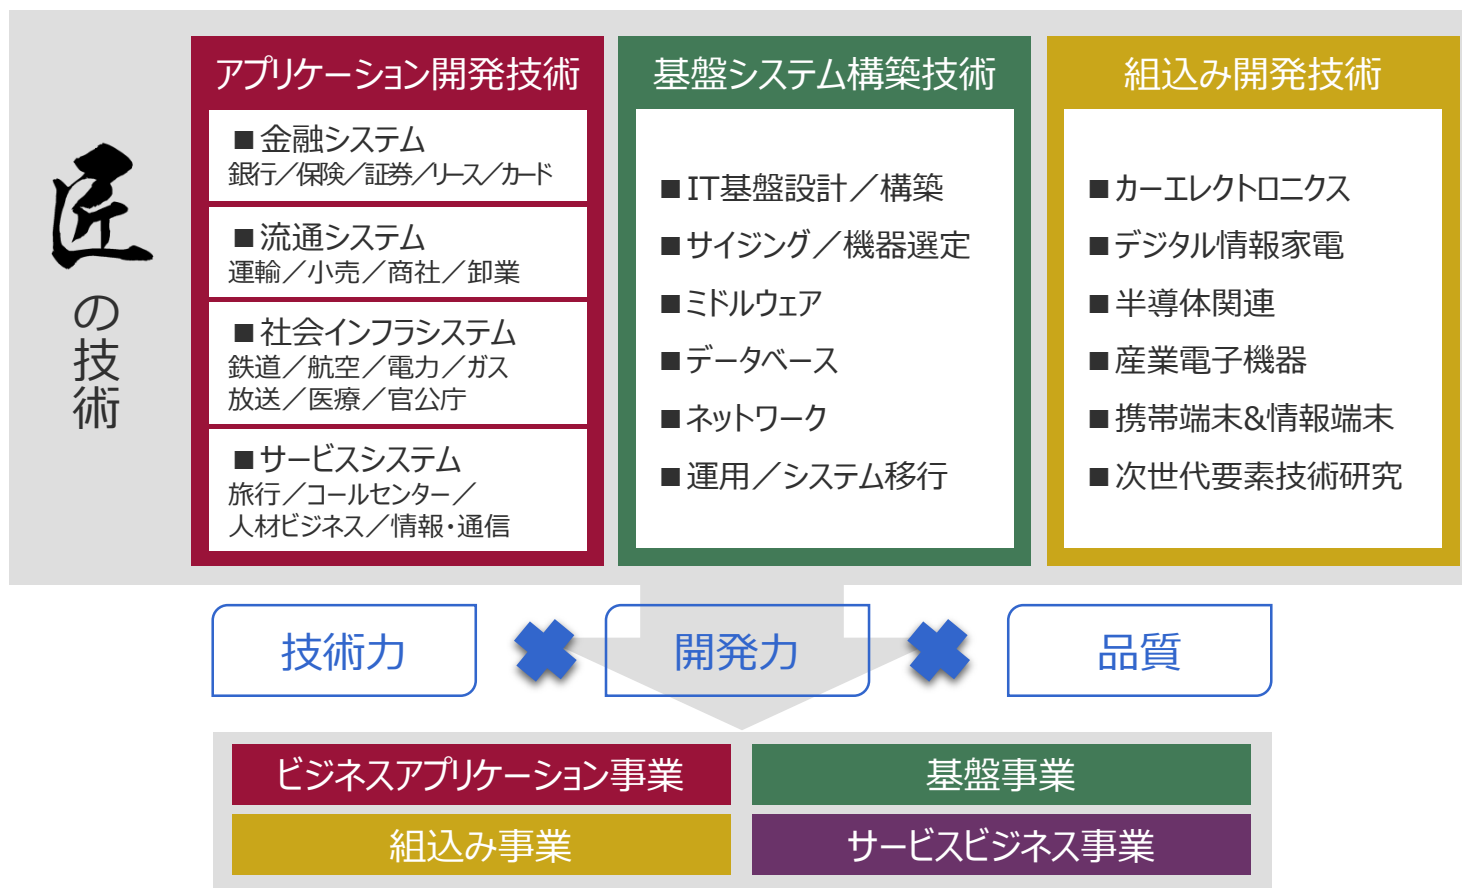 匠
の技術
アプリケーション開発技術
■金融システム
銀行／保険／証券／リース／カード
■流通システム
運輸／小売／商社／卸業
■社会インフラシステム
鉄道／航空／電力／ガス
放送／医療／官公庁
■サービスシステム
旅行／コールセンター／
人材ビジネス／情報・通信
基盤システム構築技術
■IT基盤設計／構築
■サイジング／機器選定
■ミドルウェア
■データベース
■ネットワーク
■運用／システム移行
組込み開発技術
■カーエレクトロニクス
■デジタル情報家電
■半導体関連
■産業電子機器
■携帯端末&情報端末
■次世代要素技術研究
技術力
開発力
品質
ビジネスアプリケーション事業
基盤事業
組込み事業
サービスビジネス事業